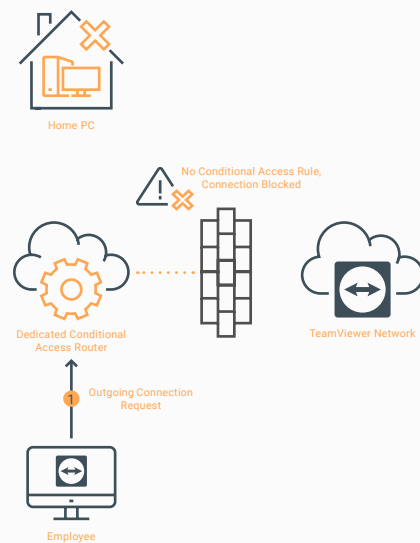 Home PC
No Conditional Access Rule,
Connection Blocked
Dedicated Conditional
Access Router
TeamViewer Network
1
Outgoing Connection
Request
Employee